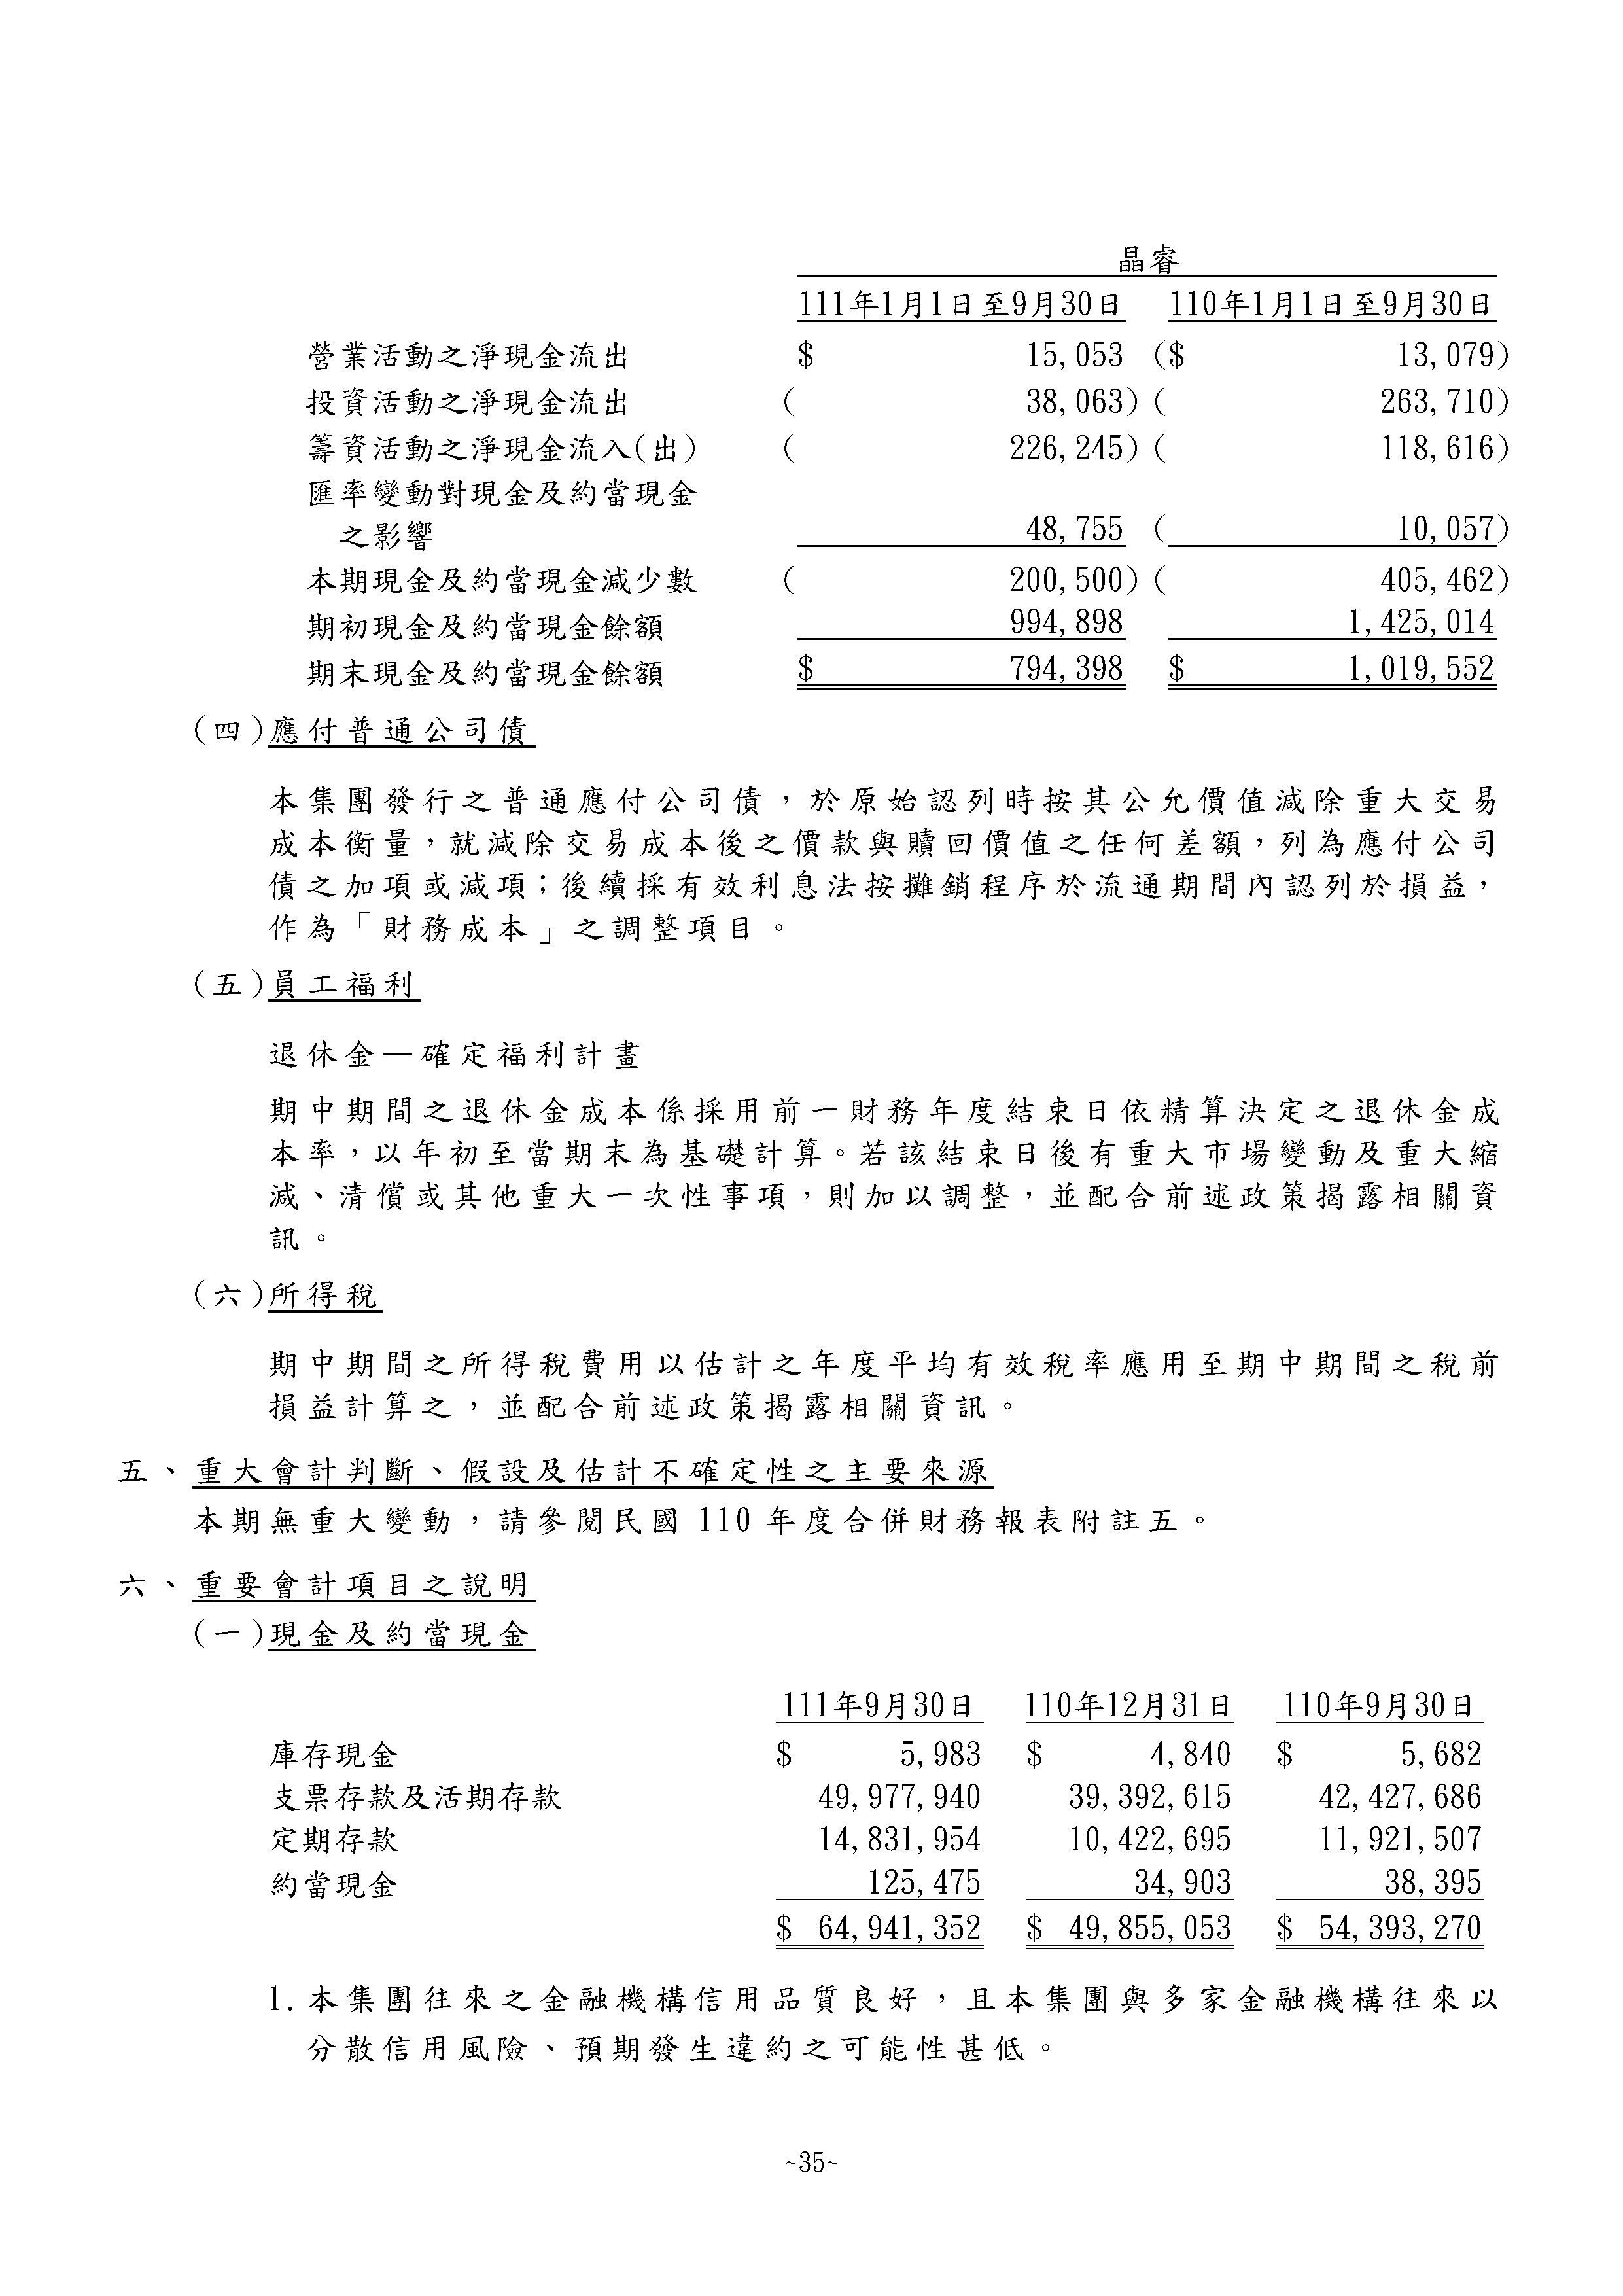 晶睿
111年1月1日至9月30日 110年1月1日至9月30日
營業活動之淨現金流出 $ 15,053 ($ 13,079)
投資活動之淨現金流出 ( 38,063) ( 263,710)
籌資活動之淨現金流入(出) ( 226,245) ( 118,616)
匯率變動對現金及約當現金
之影響 48,755 ( 10,057)
本期現金及約當現金減少數 ( 200,500) ( 405,462)
期初現金及約當現金餘額 994,898 1,425,014
期末現金及約當現金餘額 $ 794,398 $ 1,019,552
(四)應付普通公司債
本集團發行之普通應付公司債，於原始認列時按其公允價值減除重大交易
成本衡量，就減除交易成本後之價款與贖回價值之任何差額，列為應付公司
債之加項或減項；後續採有效利息法按攤銷程序於流通期間內認列於損益，
作為「財務成本」之調整項目。
(五)員工福利
退休金—確定福利計畫
期中期間之退休金成本係採用前一財務年度結束日依精算決定之退休金成
本率，以年初至當期末為基礎計算。若該結束日後有重大市場變動及重大縮
減、清償或其他重大一次性事項，則加以調整，並配合前述政策揭露相關資
訊。
(六)所得稅
期中期間之所得稅費用以估計之年度平均有效稅率應用至期中期間之稅前
損益計算之，並配合前述政策揭露相關資訊。
五、重大會計判斷、假設及估計不確定性之主要來源
本期無重大變動，請參閱民國 110 年度合併財務報表附註五。
六、重要會計項目之說明
(一)現金及約當現金
111年9月30日 110年12月31日 110年9月30日
庫存現金 $ 5,983 $ 4,840 $ 5,682
支票存款及活期存款 49,977,940 39,392,615 42,427,686
定期存款 14,831,954 10,422,695 11,921,507
約當現金 125,475 34,903 38,395
$ 64,941,352 $ 49,855,053 $ 54,393,270
1.本集團往來之金融機構信用品質良好，且本集團與多家金融機構往來以
分散信用風險、預期發生違約之可能性甚低。
~35~